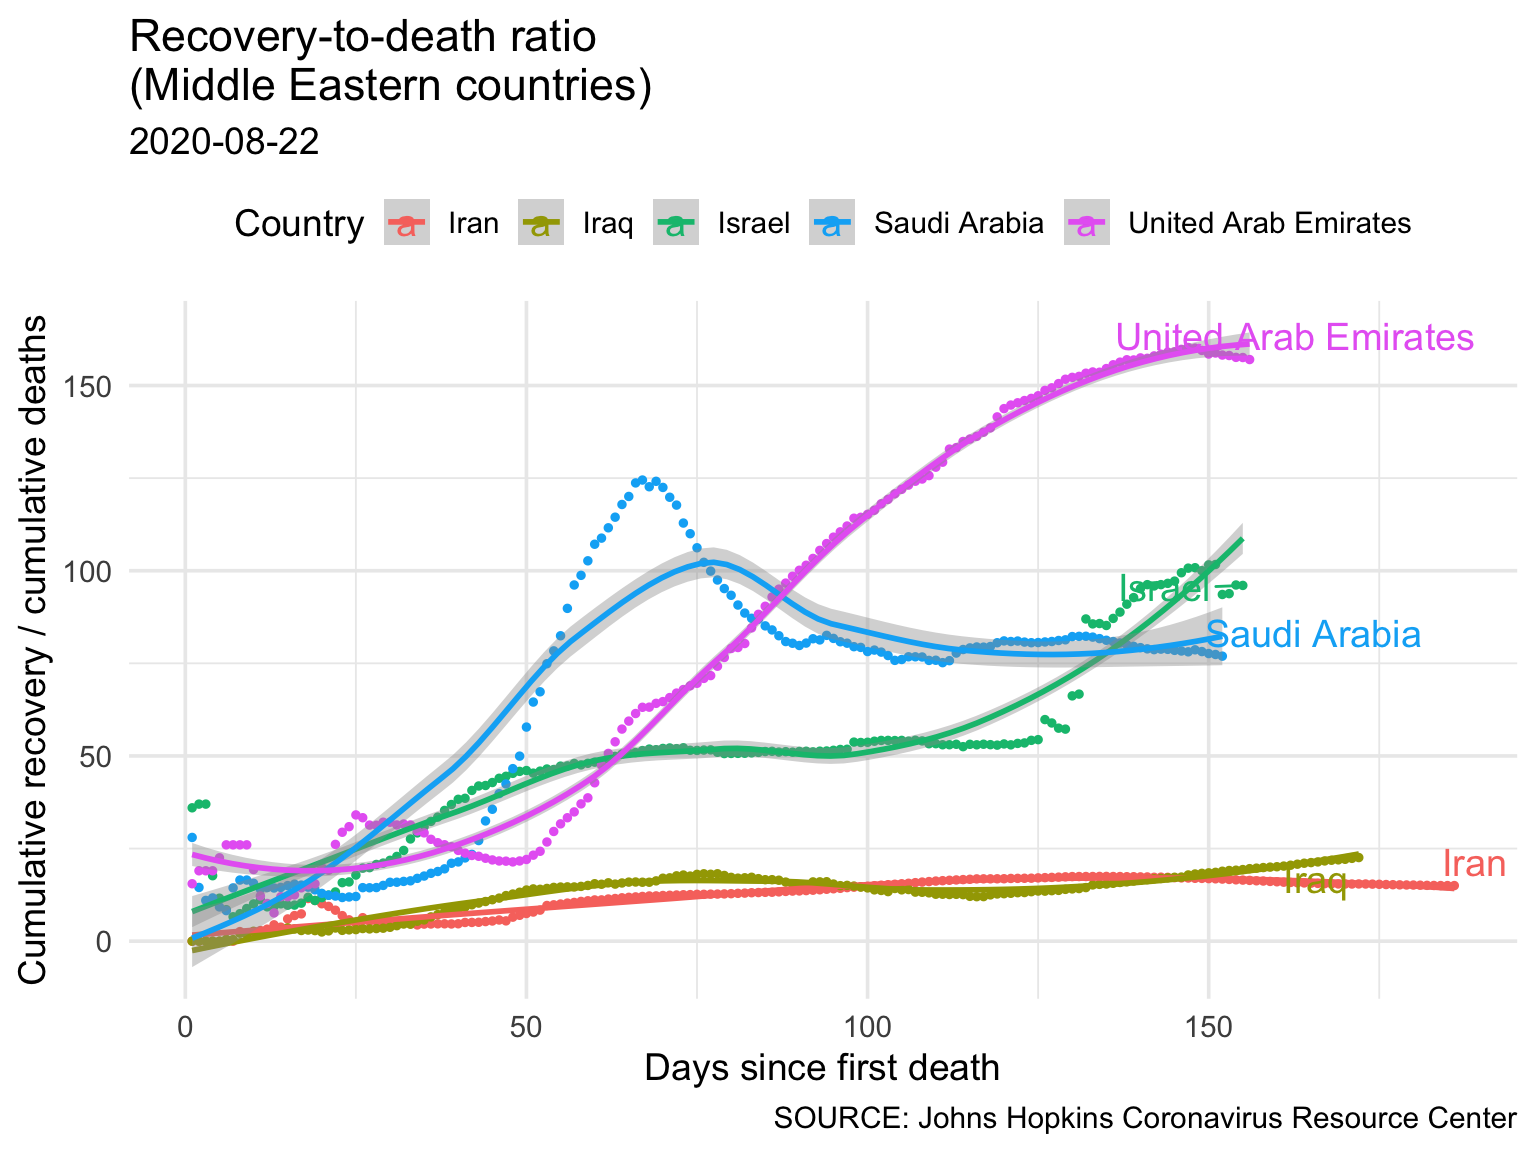 Recovery-to-death ratio
(Middle Eastern countries)
2020-08-22
Country a Iran a Iraq a Israel a Saudi Arabia a United Arab Emirates
Cumulative recovery / cumulative deaths
150
100
50
0
United Arab Emirates
Israel
Saudi Arabia
Iran
Iraq
0 50 100 150
Days since first death
SOURCE: Johns Hopkins Coronavirus Resource Center